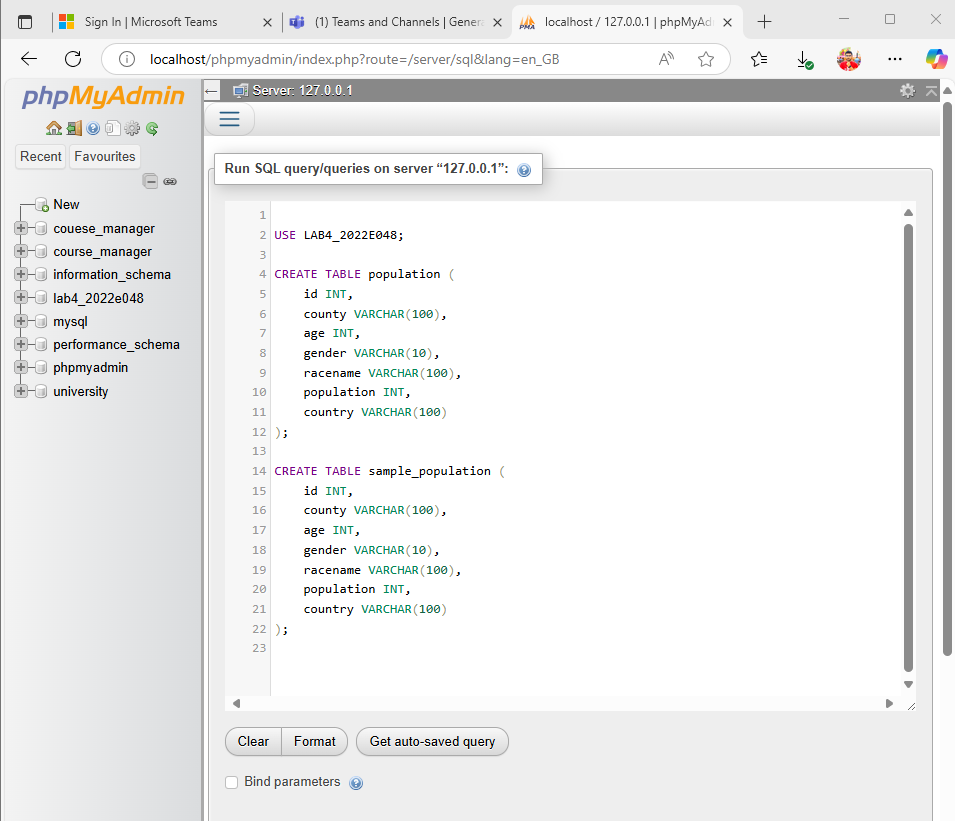 Sign In | Microsoft Teams
(1) Teams and Channels | Genera
localhost / 127.0.0.1 | phpMyAdm
localhost/phpmyadmin/index.php?route=/server/sql&lang=en_GB
phpMyAdmin
Recent
Favourites
New
couese_manager
course_manager
information_schema
lab4_2022e048
mysql
performance_schema
phpmyadmin
university
Server: 127.0.0.1
Run SQL query/queries on server “127.0.0.1”:
1
2 USE LAB4_2022E048;
3
4 CREATE TABLE population (
5 id INT,
6 county VARCHAR(100),
7 age INT,
8 gender VARCHAR(10),
9 racename VARCHAR(100),
10 population INT,
11 country VARCHAR(100)
12 );
13
14 CREATE TABLE sample_population (
15 id INT,
16 county VARCHAR(100),
17 age INT,
18 gender VARCHAR(10),
19 racename VARCHAR(100),
20 population INT,
21 country VARCHAR(100)
22 );
23
Clear
Format
Get auto-saved query
Bind parameters